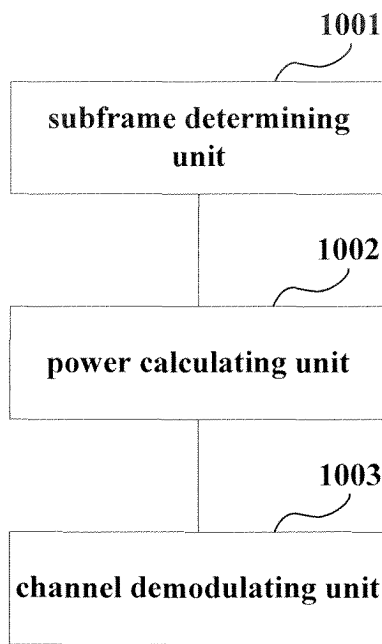 1001
subframe determining
unit
1002
power calculating unit
1003
channel demodulating unit